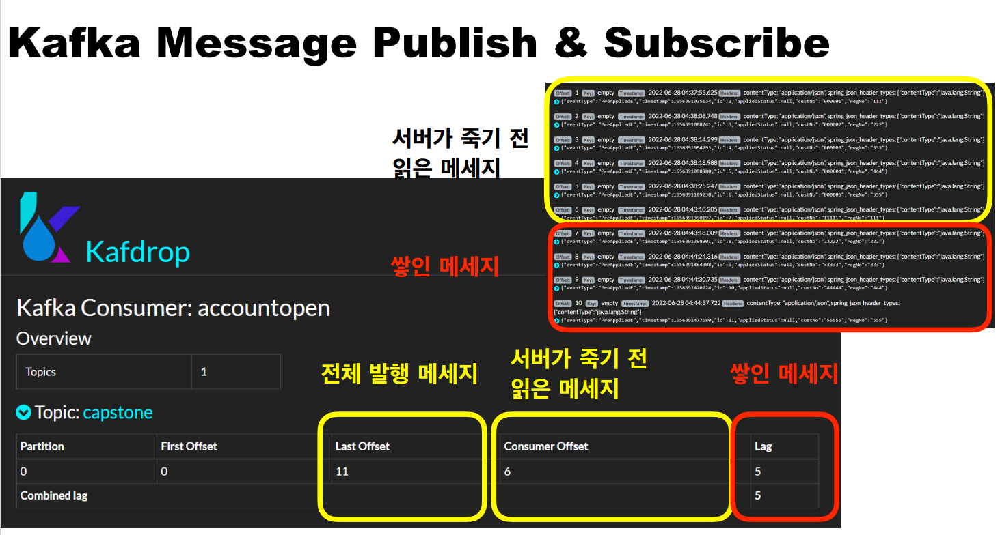 Kafka Message Publish & Subscribe
서버가 죽기 전
읽은 메세지
Offset: 1 Key: empty Timestamp: 2022-06-28 04:37:55.625 Headers: contentType: "application/json", spring_json_header_types: {"contentType":"java.lang.String"}
{"eventType":"PreAppliedE","timestamp":1656391075134,"id":2,"appliedStatus":null,"custNo":"000001","regNo":"111"}
Offset: 2 Key: empty Timestamp: 2022-06-28 04:38:08.748 Headers: contentType: "application/json", spring_json_header_types: {"contentType":"java.lang.String"}
{"eventType":"PreAppliedE","timestamp":1656391088741,"id":3,"appliedStatus":null,"custNo":"000002","regNo":"222"}
Offset: 3 Key: empty Timestamp: 2022-06-28 04:38:14.299 Headers: contentType: "application/json", spring_json_header_types: {"contentType":"java.lang.String"}
{"eventType":"PreAppliedE","timestamp":1656391094293,"id":4,"appliedStatus":null,"custNo":"000003","regNo":"333"}
Offset: 4 Key: empty Timestamp: 2022-06-28 04:38:18.988 Headers: contentType: "application/json", spring_json_header_types: {"contentType":"java.lang.String"}
{"eventType":"PreAppliedE","timestamp":1656391098980,"id":5,"appliedStatus":null,"custNo":"000004","regNo":"444"}
Offset: 5 Key: empty Timestamp: 2022-06-28 04:38:25.247 Headers: contentType: "application/json", spring_json_header_types: {"contentType":"java.lang.String"}
{"eventType":"PreAppliedE","timestamp":1656391105238,"id":6,"appliedStatus":null,"custNo":"000005","regNo":"555"}
Offset: 6 Key: empty Timestamp: 2022-06-28 04:43:10.205 Headers: contentType: "application/json", spring_json_header_types: {"contentType":"java.lang.String"}
{"eventType":"PreAppliedE","timestamp":1656391390197,"id":7,"appliedStatus":null,"custNo":"11111","regNo":"111"}
쌓인 메세지
Offset: 7 Key: empty Timestamp: 2022-06-28 04:43:18.009 Headers: contentType: "application/json", spring_json_header_types: {"contentType":"java.lang.String"}
{"eventType":"PreAppliedE","timestamp":1656391398001,"id":8,"appliedStatus":null,"custNo":"22222","regNo":"222"}
Offset: 8 Key: empty Timestamp: 2022-06-28 04:44:24.316 Headers: contentType: "application/json", spring_json_header_types: {"contentType":"java.lang.String"}
{"eventType":"PreAppliedE","timestamp":1656391464308,"id":9,"appliedStatus":null,"custNo":"33333","regNo":"333"}
Offset: 9 Key: empty Timestamp: 2022-06-28 04:44:30.735 Headers: contentType: "application/json", spring_json_header_types: {"contentType":"java.lang.String"}
{"eventType":"PreAppliedE","timestamp":1656391470724,"id":10,"appliedStatus":null,"custNo":"44444","regNo":"444"}
Offset: 10 Key: empty Timestamp: 2022-06-28 04:44:37.722 Headers: contentType: "application/json", spring_json_header_types:
{"contentType":"java.lang.String"}
{"eventType":"PreAppliedE","timestamp":1656391477680,"id":11,"appliedStatus":null,"custNo":"55555","regNo":"555"}
Kafdrop
Kafka Consumer: accountopen
Overview
Topics 1
전체 발행 메세지
서버가 죽기 전
읽은 메세지
쌓인 메세지
Topic: capstone
Partition First Offset Last Offset Consumer Offset Lag
0 0 11 6 5
Combined lag 5